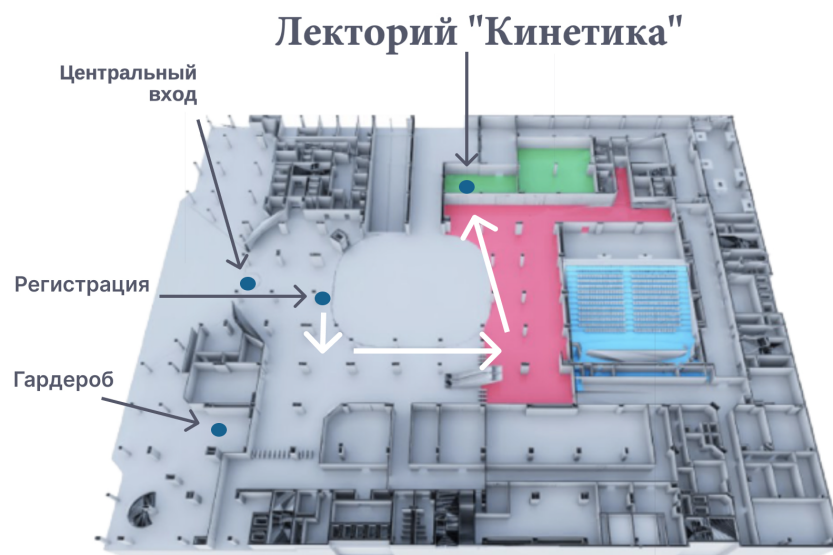 Лекторий "Кинетика"
Центральный
вход
Регистрация
Гардероб